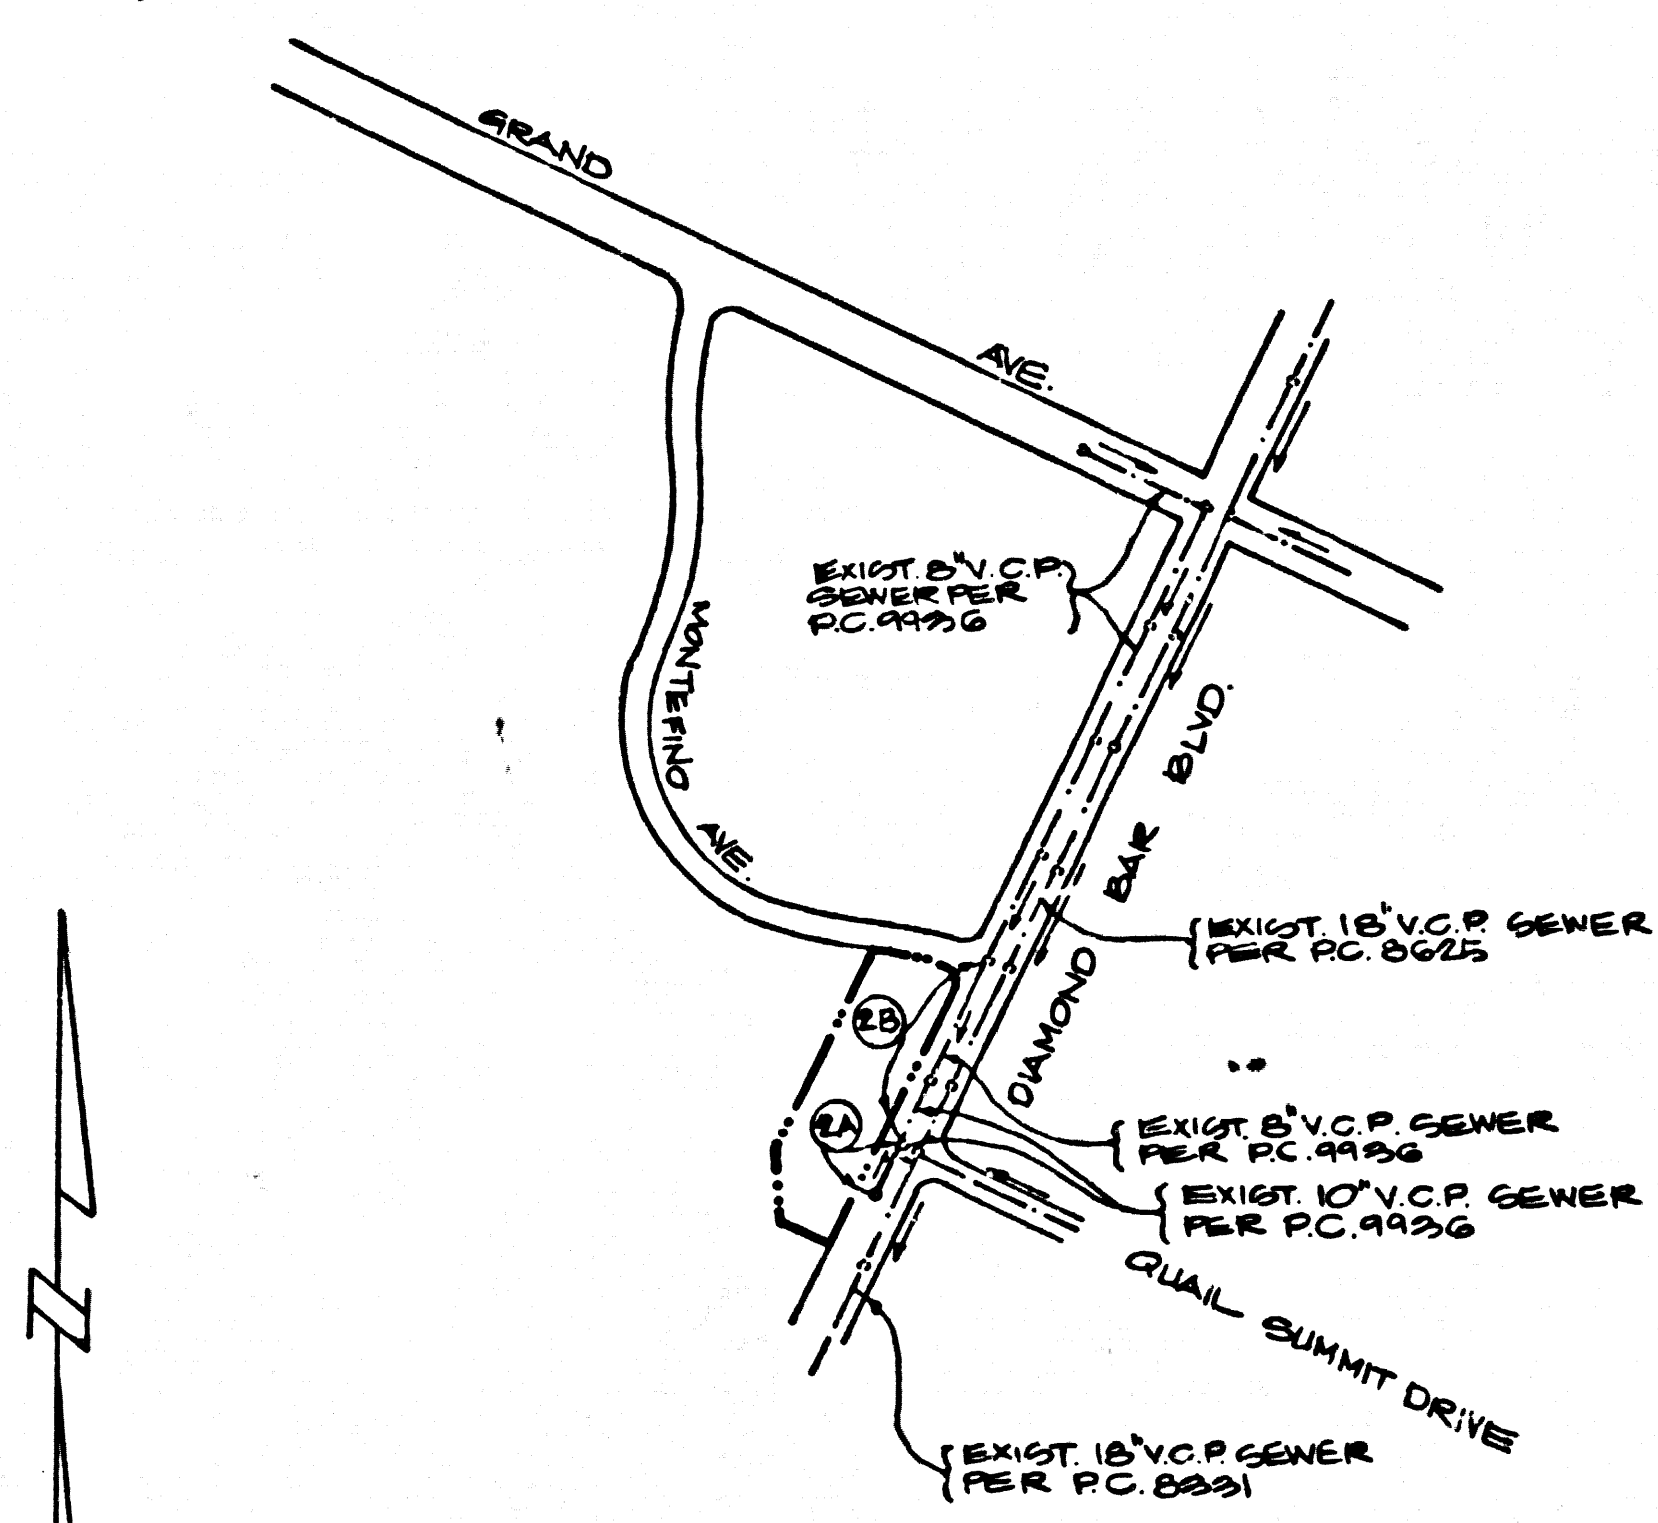 GRAND
AVE.
EXIST. 8" V.C.P.
SEWER PER
P.C. 9936
MONTEFINO
AVE.
DIAMOND BAR BLVD.
EXIST. 18" V.C.P. SEWER
PER P.C. 8625
2B
2A
EXIST. 8" V.C.P. SEWER
PER P.C. 9936
EXIST. 10" V.C.P. SEWER
PER P.C. 9936
QUAIL SUMMIT DRIVE
EXIST. 18" V.C.P. SEWER
PER P.C. 8331
N